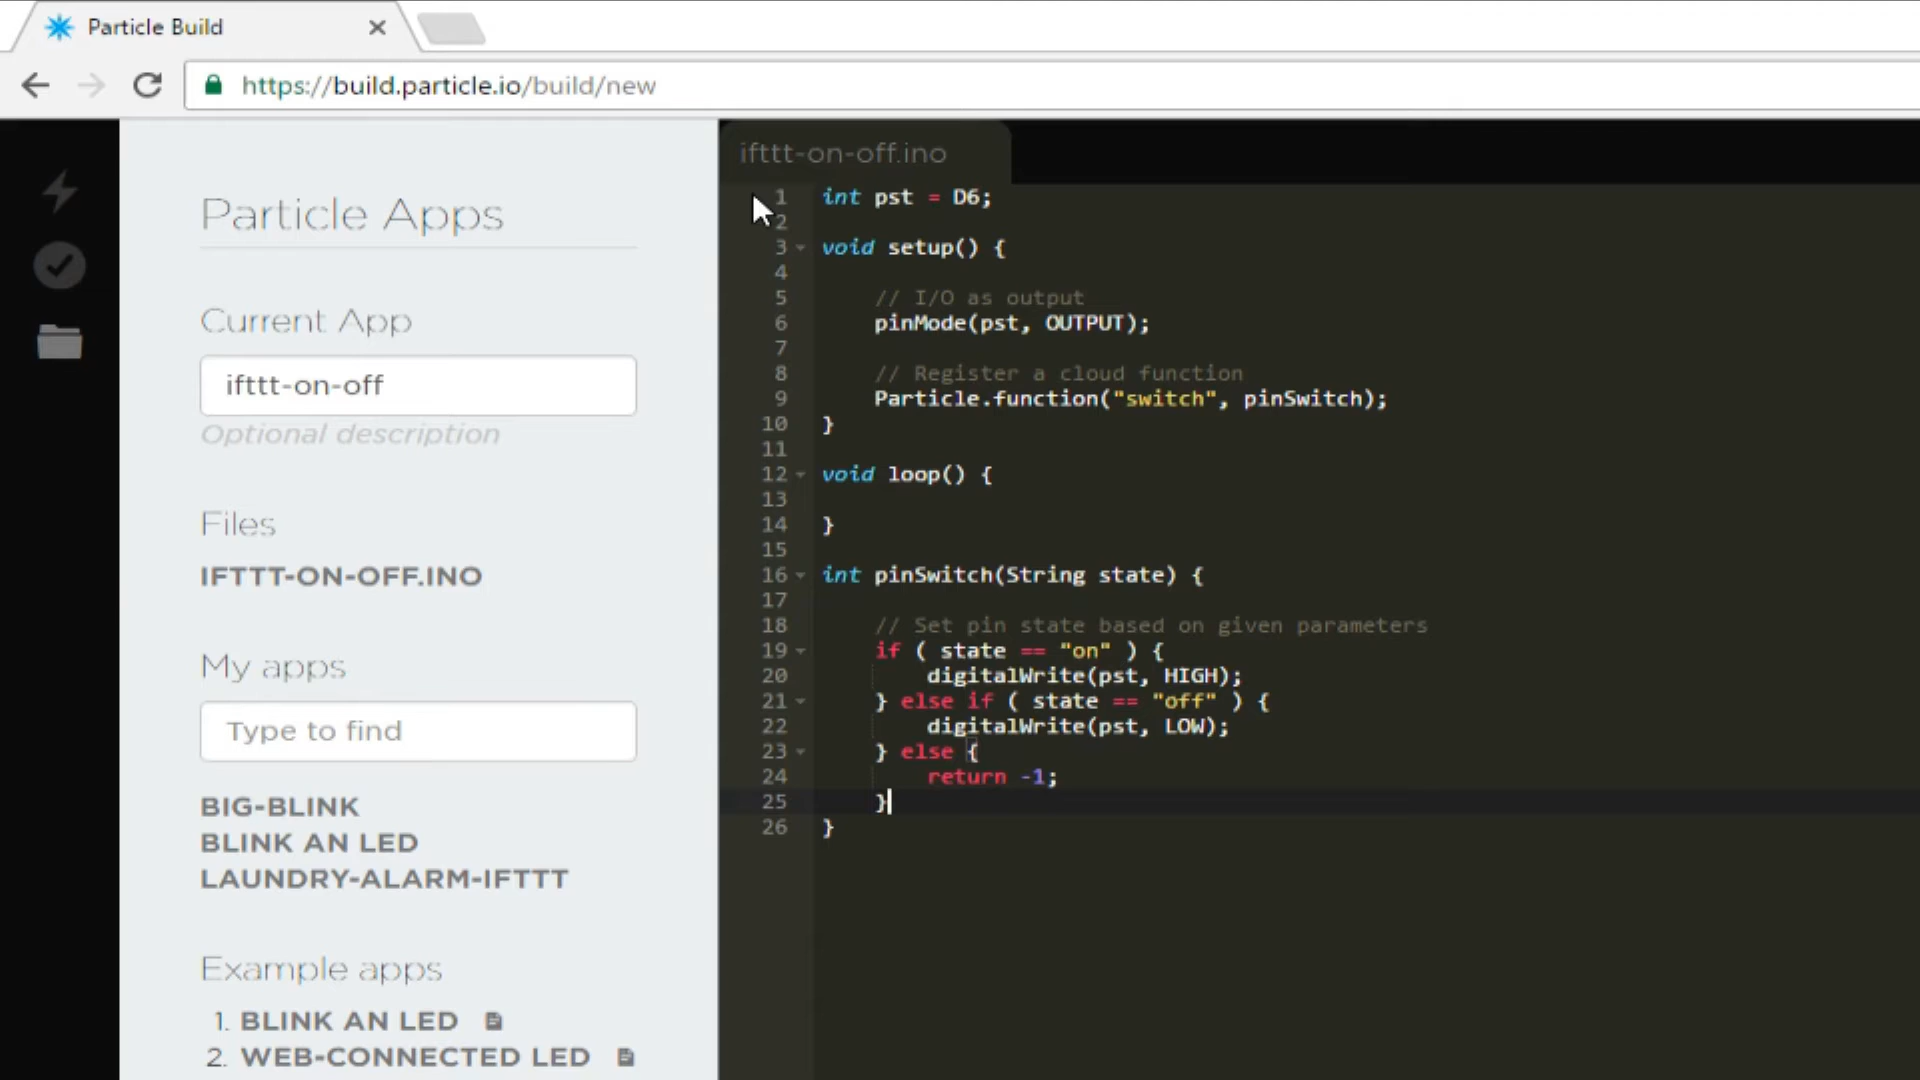 Particle Build
https://build.particle.io/build/new
Particle Apps
Current App
ifttt-on-off
Optional description
Files
IFTTT-ON-OFF.INO
My apps
Type to find
BIG-BLINK
BLINK AN LED
LAUNDRY-ALARM-IFTTT
Example apps
1. BLINK AN LED
2. WEB-CONNECTED LED
ifttt-on-off.ino
1 int pst = D6;
2
3 void setup() {
4
5 // I/O as output
6 pinMode(pst, OUTPUT);
7
8 // Register a cloud function
9 Particle.function("switch", pinSwitch);
10 }
11
12 void loop() {
13
14 }
15
16 int pinSwitch(String state) {
17
18 // Set pin state based on given parameters
19 if ( state == "on" ) {
20 digitalWrite(pst, HIGH);
21 } else if ( state == "off" ) {
22 digitalWrite(pst, LOW);
23 } else {
24 return -1;
25 }
26 }